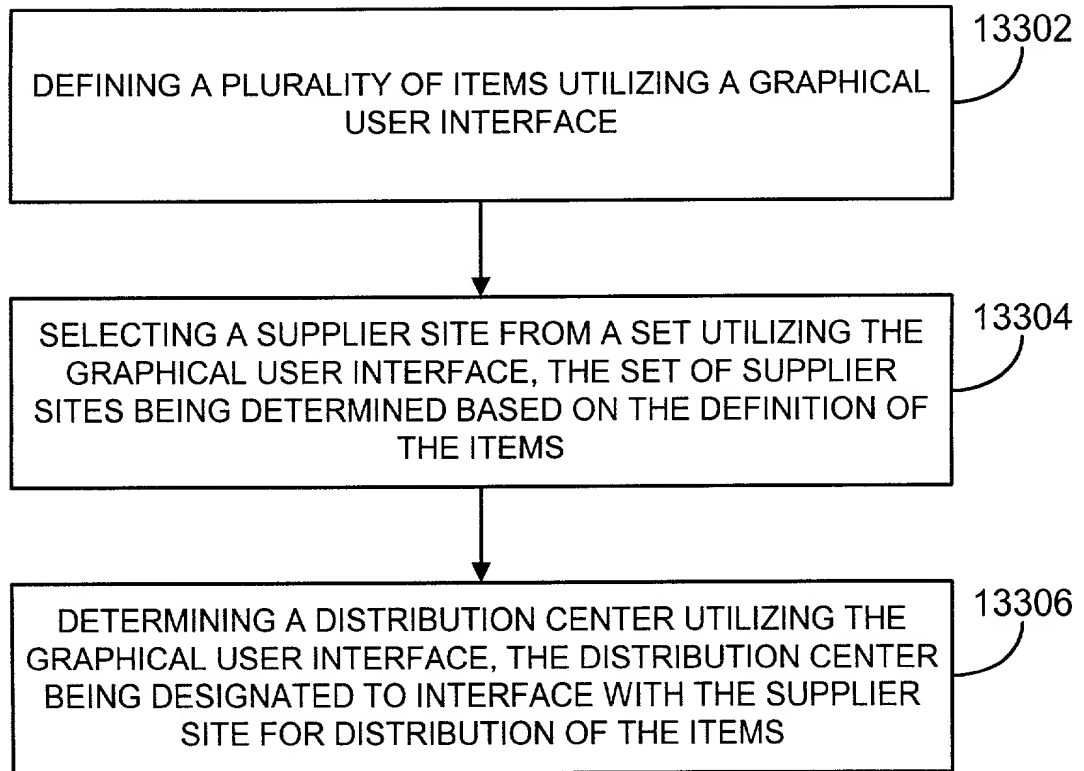 13302
DEFINING A PLURALITY OF ITEMS UTILIZING A GRAPHICAL
USER INTERFACE
13304
SELECTING A SUPPLIER SITE FROM A SET UTILIZING THE
GRAPHICAL USER INTERFACE, THE SET OF SUPPLIER
SITES BEING DETERMINED BASED ON THE DEFINITION OF
THE ITEMS
13306
DETERMINING A DISTRIBUTION CENTER UTILIZING THE
GRAPHICAL USER INTERFACE, THE DISTRIBUTION CENTER
BEING DESIGNATED TO INTERFACE WITH THE SUPPLIER
SITE FOR DISTRIBUTION OF THE ITEMS